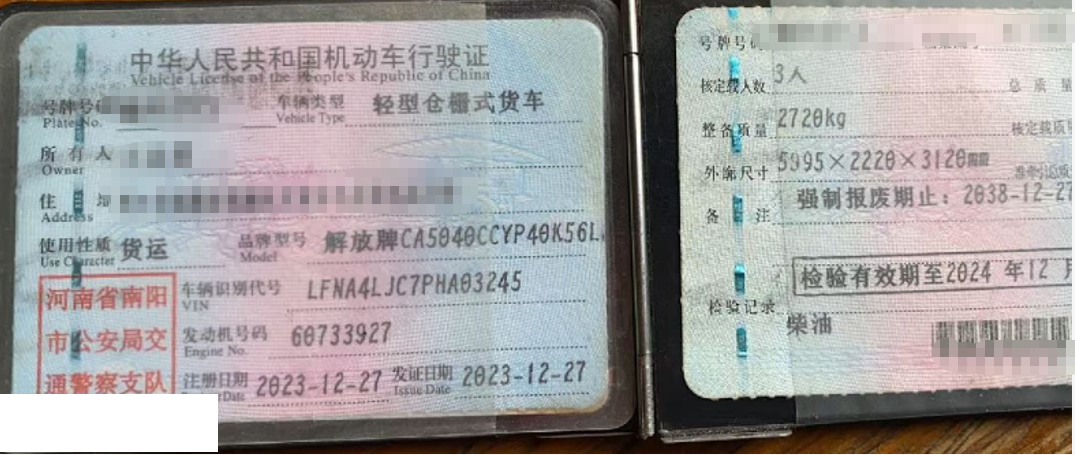 中华人民共和国机动车行驶证
Vehicle License of the People's Republic of China
号牌号
Plate No.
车辆类型 轻型仓栅式货车
Vehicle Type
所有人
Owner
住 址
Address
使用性质 货运 品牌型号 解放牌CA5040CCYP40K56L
Use Character Model
河南省南阳
市公安局交
通警察支队
车辆识别代号 LFNA4LJC7PHA03245
VIN
发动机号码 60733927
Engine No.
注册日期 2023-12-27 发证日期 2023-12-27
Date Issue Date
号牌号码
核定载人数 3人 总质量
整备质量 2720kg 核定载质量
外廓尺寸 5995×2220×3120mm
备 注 强制报废期止：2038-12-27
检验有效期至2024 年12 月
检验记录
柴油